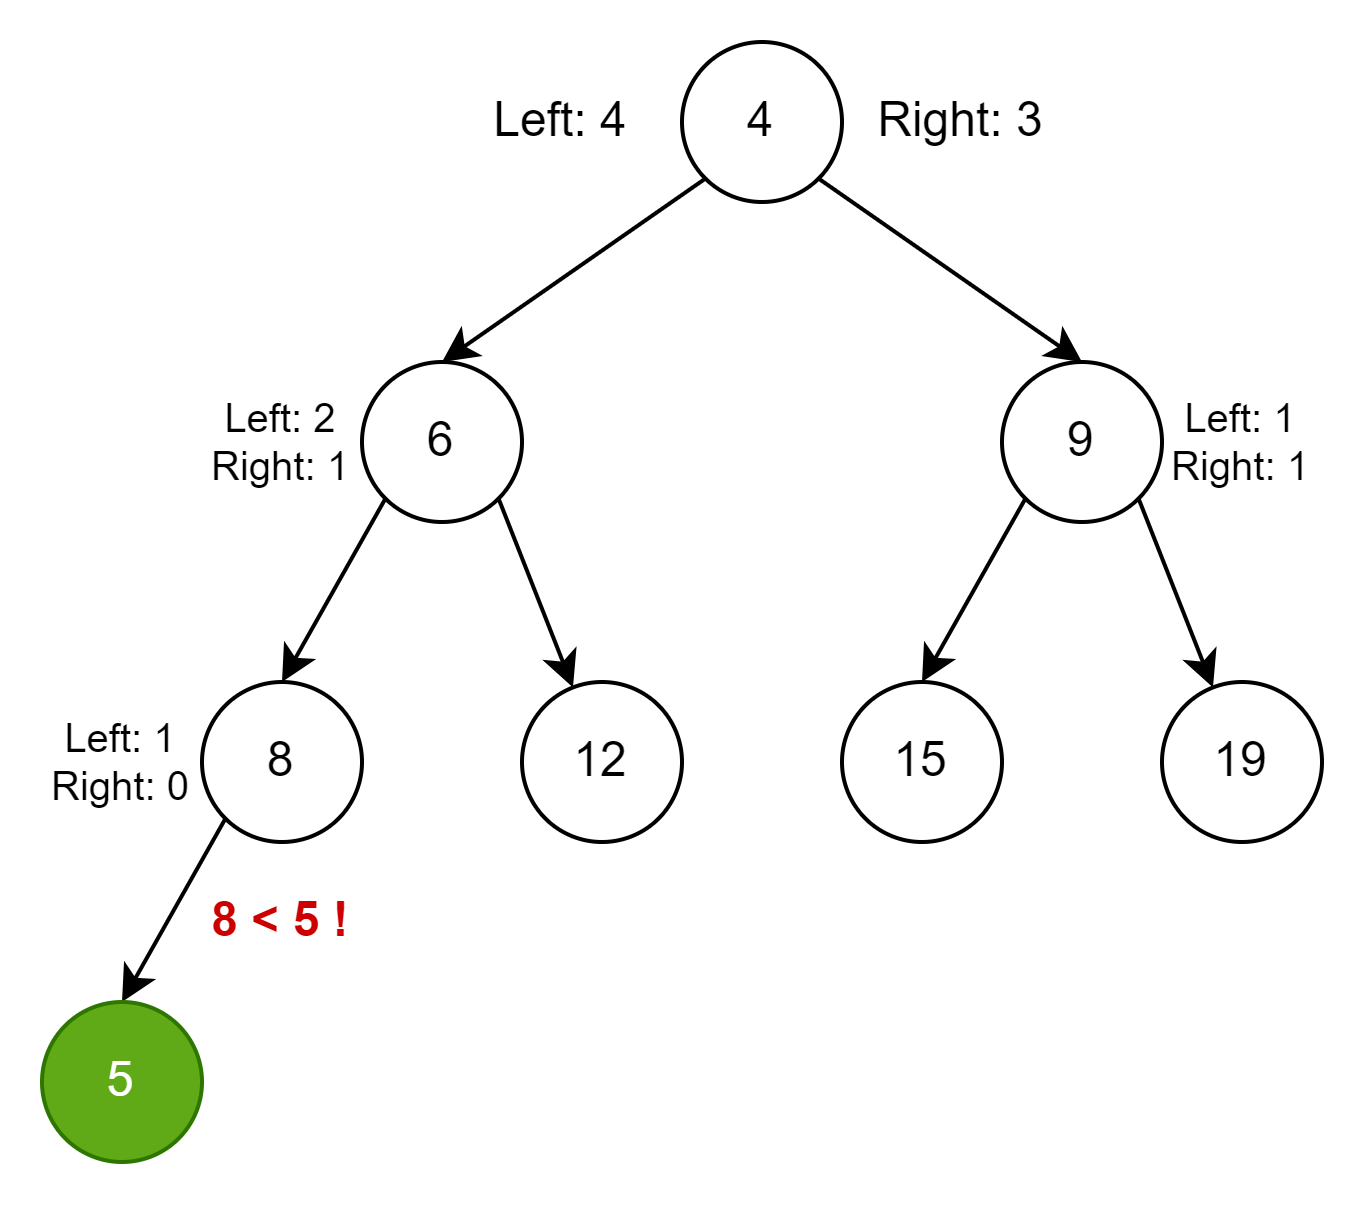 Left: 4
4
Right: 3
Left: 2
Right: 1
6
9
Left: 1
Right: 1
Left: 1
Right: 0
8
12
15
19
8 < 5 !
5